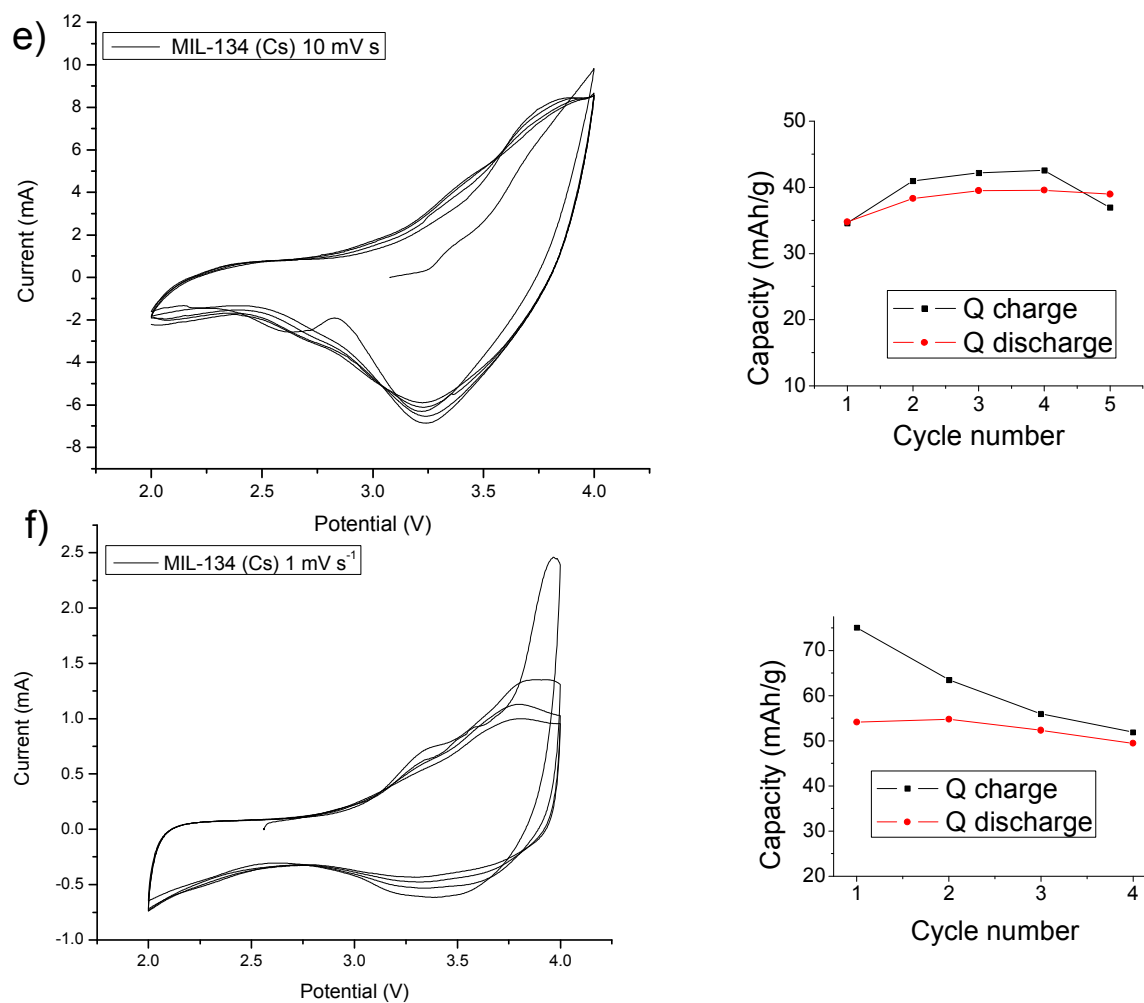 e)
MIL-134 (Cs) 10 mV s
12
10
8
6
4
2
0
-2
-4
-6
-8
Current (mA)
2.0 2.5 3.0 3.5 4.0
Potential (V)
50
40
30
20
10
Capacity (mAh/g)
Q charge
Q discharge
1 2 3 4 5
Cycle number
f)
MIL-134 (Cs) 1 mV s⁻¹
2.5
2.0
1.5
1.0
0.5
0.0
-0.5
-1.0
Current (mA)
2.0 2.5 3.0 3.5 4.0
Potential (V)
70
60
50
40
30
20
Capacity (mAh/g)
Q charge
Q discharge
1 2 3 4
Cycle number